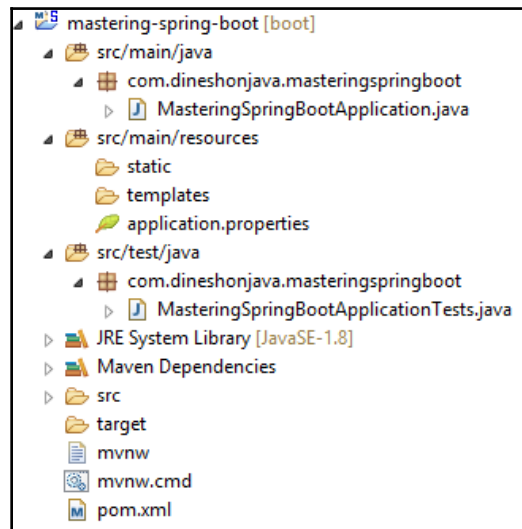 mastering-spring-boot [boot]
src/main/java
com.dineshonjava.masteringspringboot
MasteringSpringBootApplication.java
src/main/resources
static
templates
application.properties
src/test/java
com.dineshonjava.masteringspringboot
MasteringSpringBootApplicationTests.java
JRE System Library [JavaSE-1.8]
Maven Dependencies
src
target
mvnw
mvnw.cmd
pom.xml